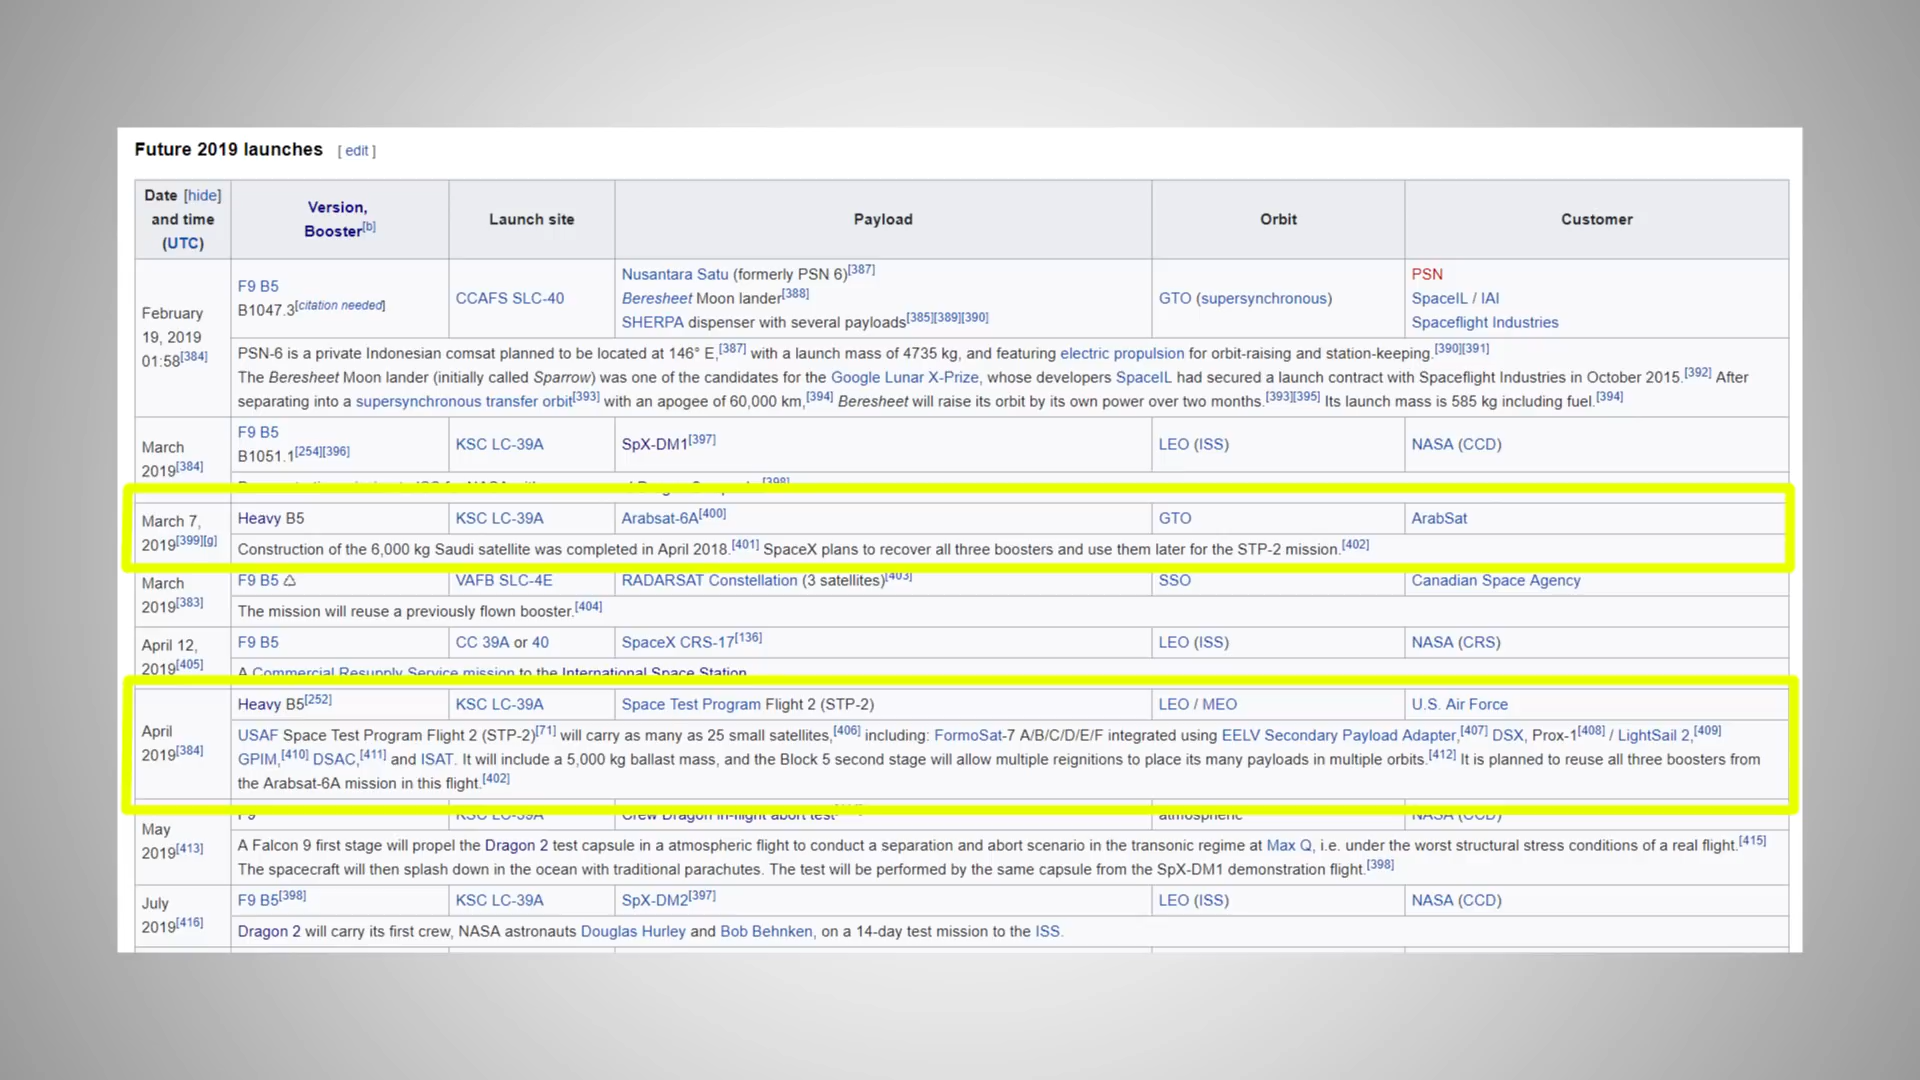 Future 2019 launches [ edit ]
Date [hide] and time (UTC) Version, Booster[b] Launch site Payload Orbit Customer
February 19, 2019 01:58[384]
F9 B5 B1047.3[citation needed]
CCAFS SLC-40
Nusantara Satu (formerly PSN 6)[387]
Beresheet Moon lander[388]
SHERPA dispenser with several payloads[385][389][390]
GTO (supersynchronous)
PSN
SpaceIL / IAI
Spaceflight Industries
PSN-6 is a private Indonesian comsat planned to be located at 146° E,[387] with a launch mass of 4735 kg, and featuring electric propulsion for orbit-raising and station-keeping.[390][391]
The Beresheet Moon lander (initially called Sparrow) was one of the candidates for the Google Lunar X-Prize, whose developers SpaceIL had secured a launch contract with Spaceflight Industries in October 2015.[392] After
separating into a supersynchronous transfer orbit[393] with an apogee of 60,000 km,[394] Beresheet will raise its orbit by its own power over two months.[393][395] Its launch mass is 585 kg including fuel.[394]
March 2019[384]
F9 B5 B1051.1[254][396]
KSC LC-39A
SpX-DM1[397]
LEO (ISS)
NASA (CCD)
March 7, 2019[399][g]
Heavy B5
KSC LC-39A
Arabsat-6A[400]
GTO
ArabSat
Construction of the 6,000 kg Saudi satellite was completed in April 2018.[401] SpaceX plans to recover all three boosters and use them later for the STP-2 mission.[402]
March 2019[383]
F9 B5 ♺
VAFB SLC-4E
RADARSAT Constellation (3 satellites)[403]
SSO
Canadian Space Agency
The mission will reuse a previously flown booster.[404]
April 12, 2019[405]
F9 B5
CC 39A or 40
SpaceX CRS-17[136]
LEO (ISS)
NASA (CRS)
A Commercial Resupply Service mission to the International Space Station
April 2019[384]
Heavy B5[252]
KSC LC-39A
Space Test Program Flight 2 (STP-2)
LEO / MEO
U.S. Air Force
USAF Space Test Program Flight 2 (STP-2)[71] will carry as many as 25 small satellites,[406] including: FormoSat-7 A/B/C/D/E/F integrated using EELV Secondary Payload Adapter,[407] DSX, Prox-1[408] / LightSail 2,[409]
GPIM,[410] DSAC,[411] and ISAT. It will include a 5,000 kg ballast mass, and the Block 5 second stage will allow multiple reignitions to place its many payloads in multiple orbits.[412] It is planned to reuse all three boosters from
the Arabsat-6A mission in this flight.[402]
May 2019[413]
F9
KSC LC-39A
Crew Dragon in-flight abort test
atmospheric
NASA (CCD)
A Falcon 9 first stage will propel the Dragon 2 test capsule in a atmospheric flight to conduct a separation and abort scenario in the transonic regime at Max Q, i.e. under the worst structural stress conditions of a real flight.[415]
The spacecraft will then splash down in the ocean with traditional parachutes. The test will be performed by the same capsule from the SpX-DM1 demonstration flight.[398]
July 2019[416]
F9 B5[398]
KSC LC-39A
SpX-DM2[397]
LEO (ISS)
NASA (CCD)
Dragon 2 will carry its first crew, NASA astronauts Douglas Hurley and Bob Behnken, on a 14-day test mission to the ISS.